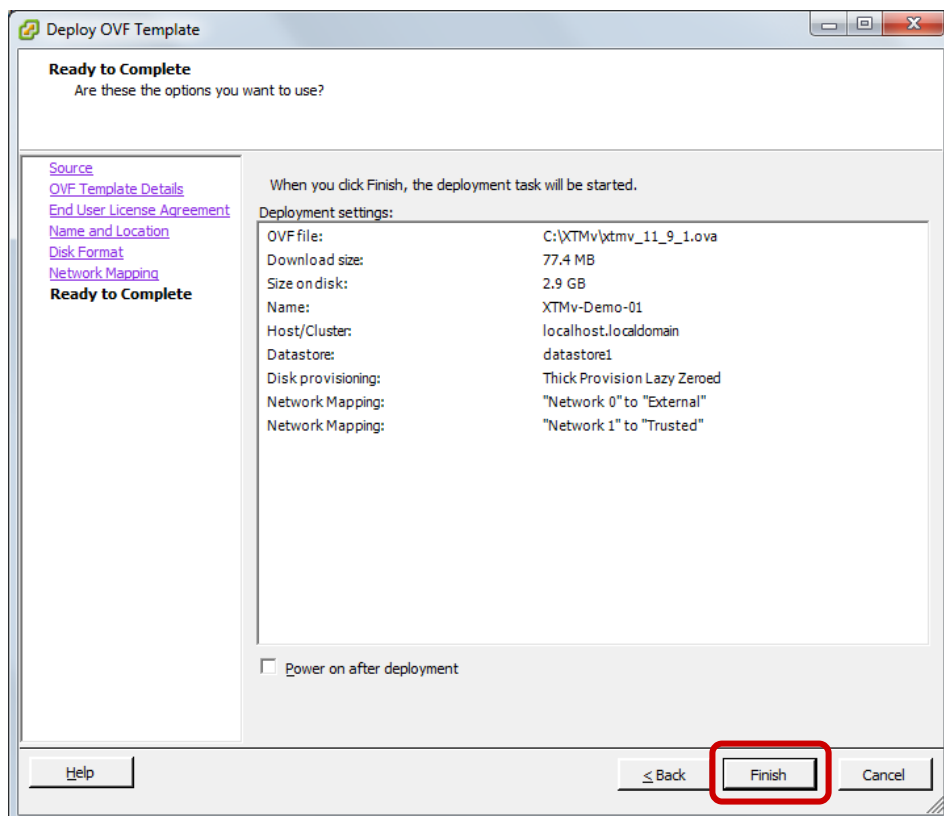 Deploy OVF Template
Ready to Complete
Are these the options you want to use?
Source
OVF Template Details
End User License Agreement
Name and Location
Disk Format
Network Mapping
Ready to Complete
When you click Finish, the deployment task will be started.
Deployment settings:
OVF file: C:\XTMv\xtmv_11_9_1.ova
Download size: 77.4 MB
Size on disk: 2.9 GB
Name: XTMv-Demo-01
Host/Cluster: localhost.localdomain
Datastore: datastore1
Disk provisioning: Thick Provision Lazy Zeroed
Network Mapping: "Network 0" to "External"
Network Mapping: "Network 1" to "Trusted"
Power on after deployment
Help
< Back
Finish
Cancel